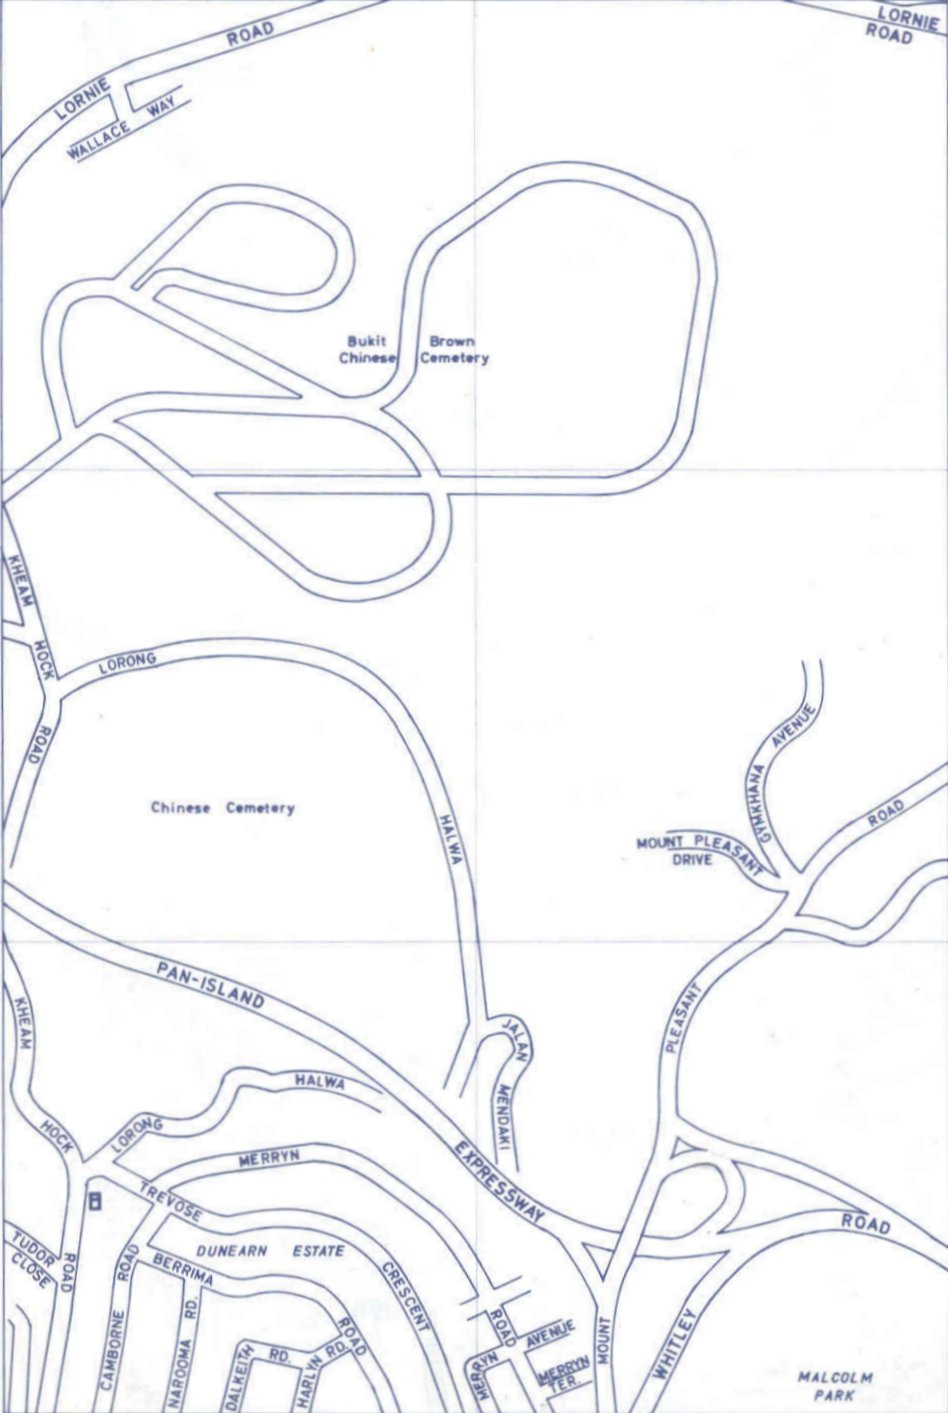 LORNIE
ROAD
LORNIE ROAD
WALLACE WAY
Bukit Brown
Chinese Cemetery
KHEAM HOCK ROAD
LORONG HALWA
Chinese Cemetery
GYMKHANA AVENUE
MOUNT PLEASANT
DRIVE
ROAD
PLEASANT
MOUNT
PAN-ISLAND EXPRESSWAY
KHEAM HOCK ROAD
JALAN MENDAKI
LORONG HALWA
MERRYN
ROAD
TREVOSE CRESCENT
DUNEARN ESTATE
TUDOR
CLOSE
BERRIMA ROAD
CAMBORNE ROAD
NAROOMA RD.
DALKEITH RD.
HARLYN RD.
MERRYN AVENUE
MERRYN
TER.
WHITLEY ROAD
MALCOLM
PARK